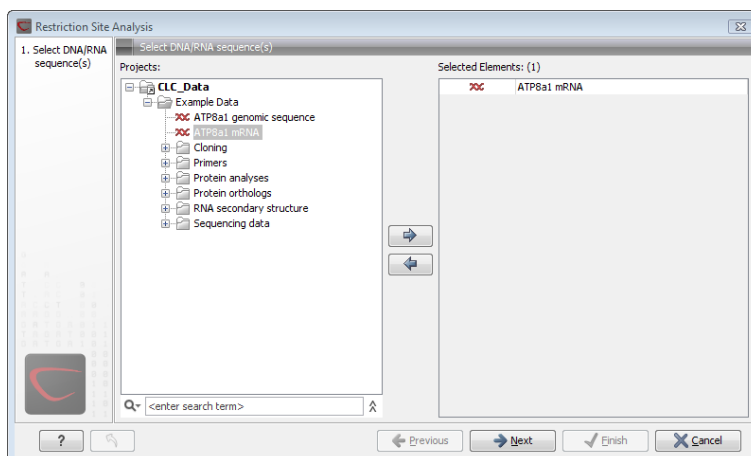 Restriction Site Analysis
1. Select DNA/RNA
sequence(s)
Select DNA/RNA sequence(s)
Projects:
CLC_Data
Example Data
ATP8a1 genomic sequence
ATP8a1 mRNA
Cloning
Primers
Protein analyses
Protein orthologs
RNA secondary structure
Sequencing data
<enter search term>
Selected Elements: (1)
ATP8a1 mRNA
?
Previous
Next
Finish
Cancel